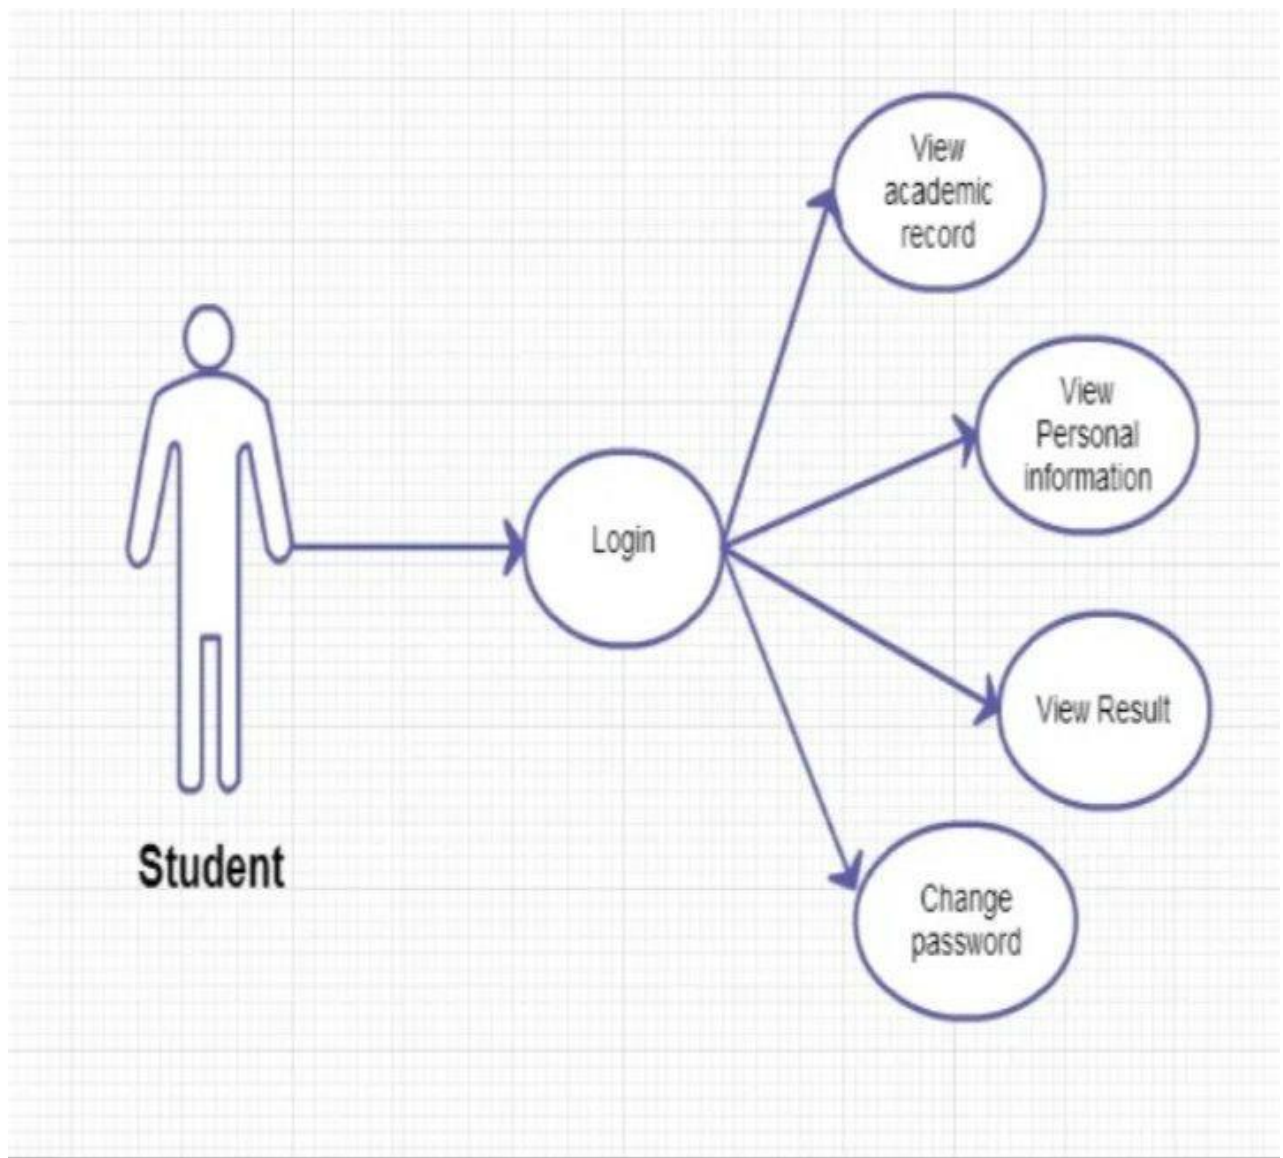 View
academic
record
View
Personal
information
Login
View Result
Student
Change
password